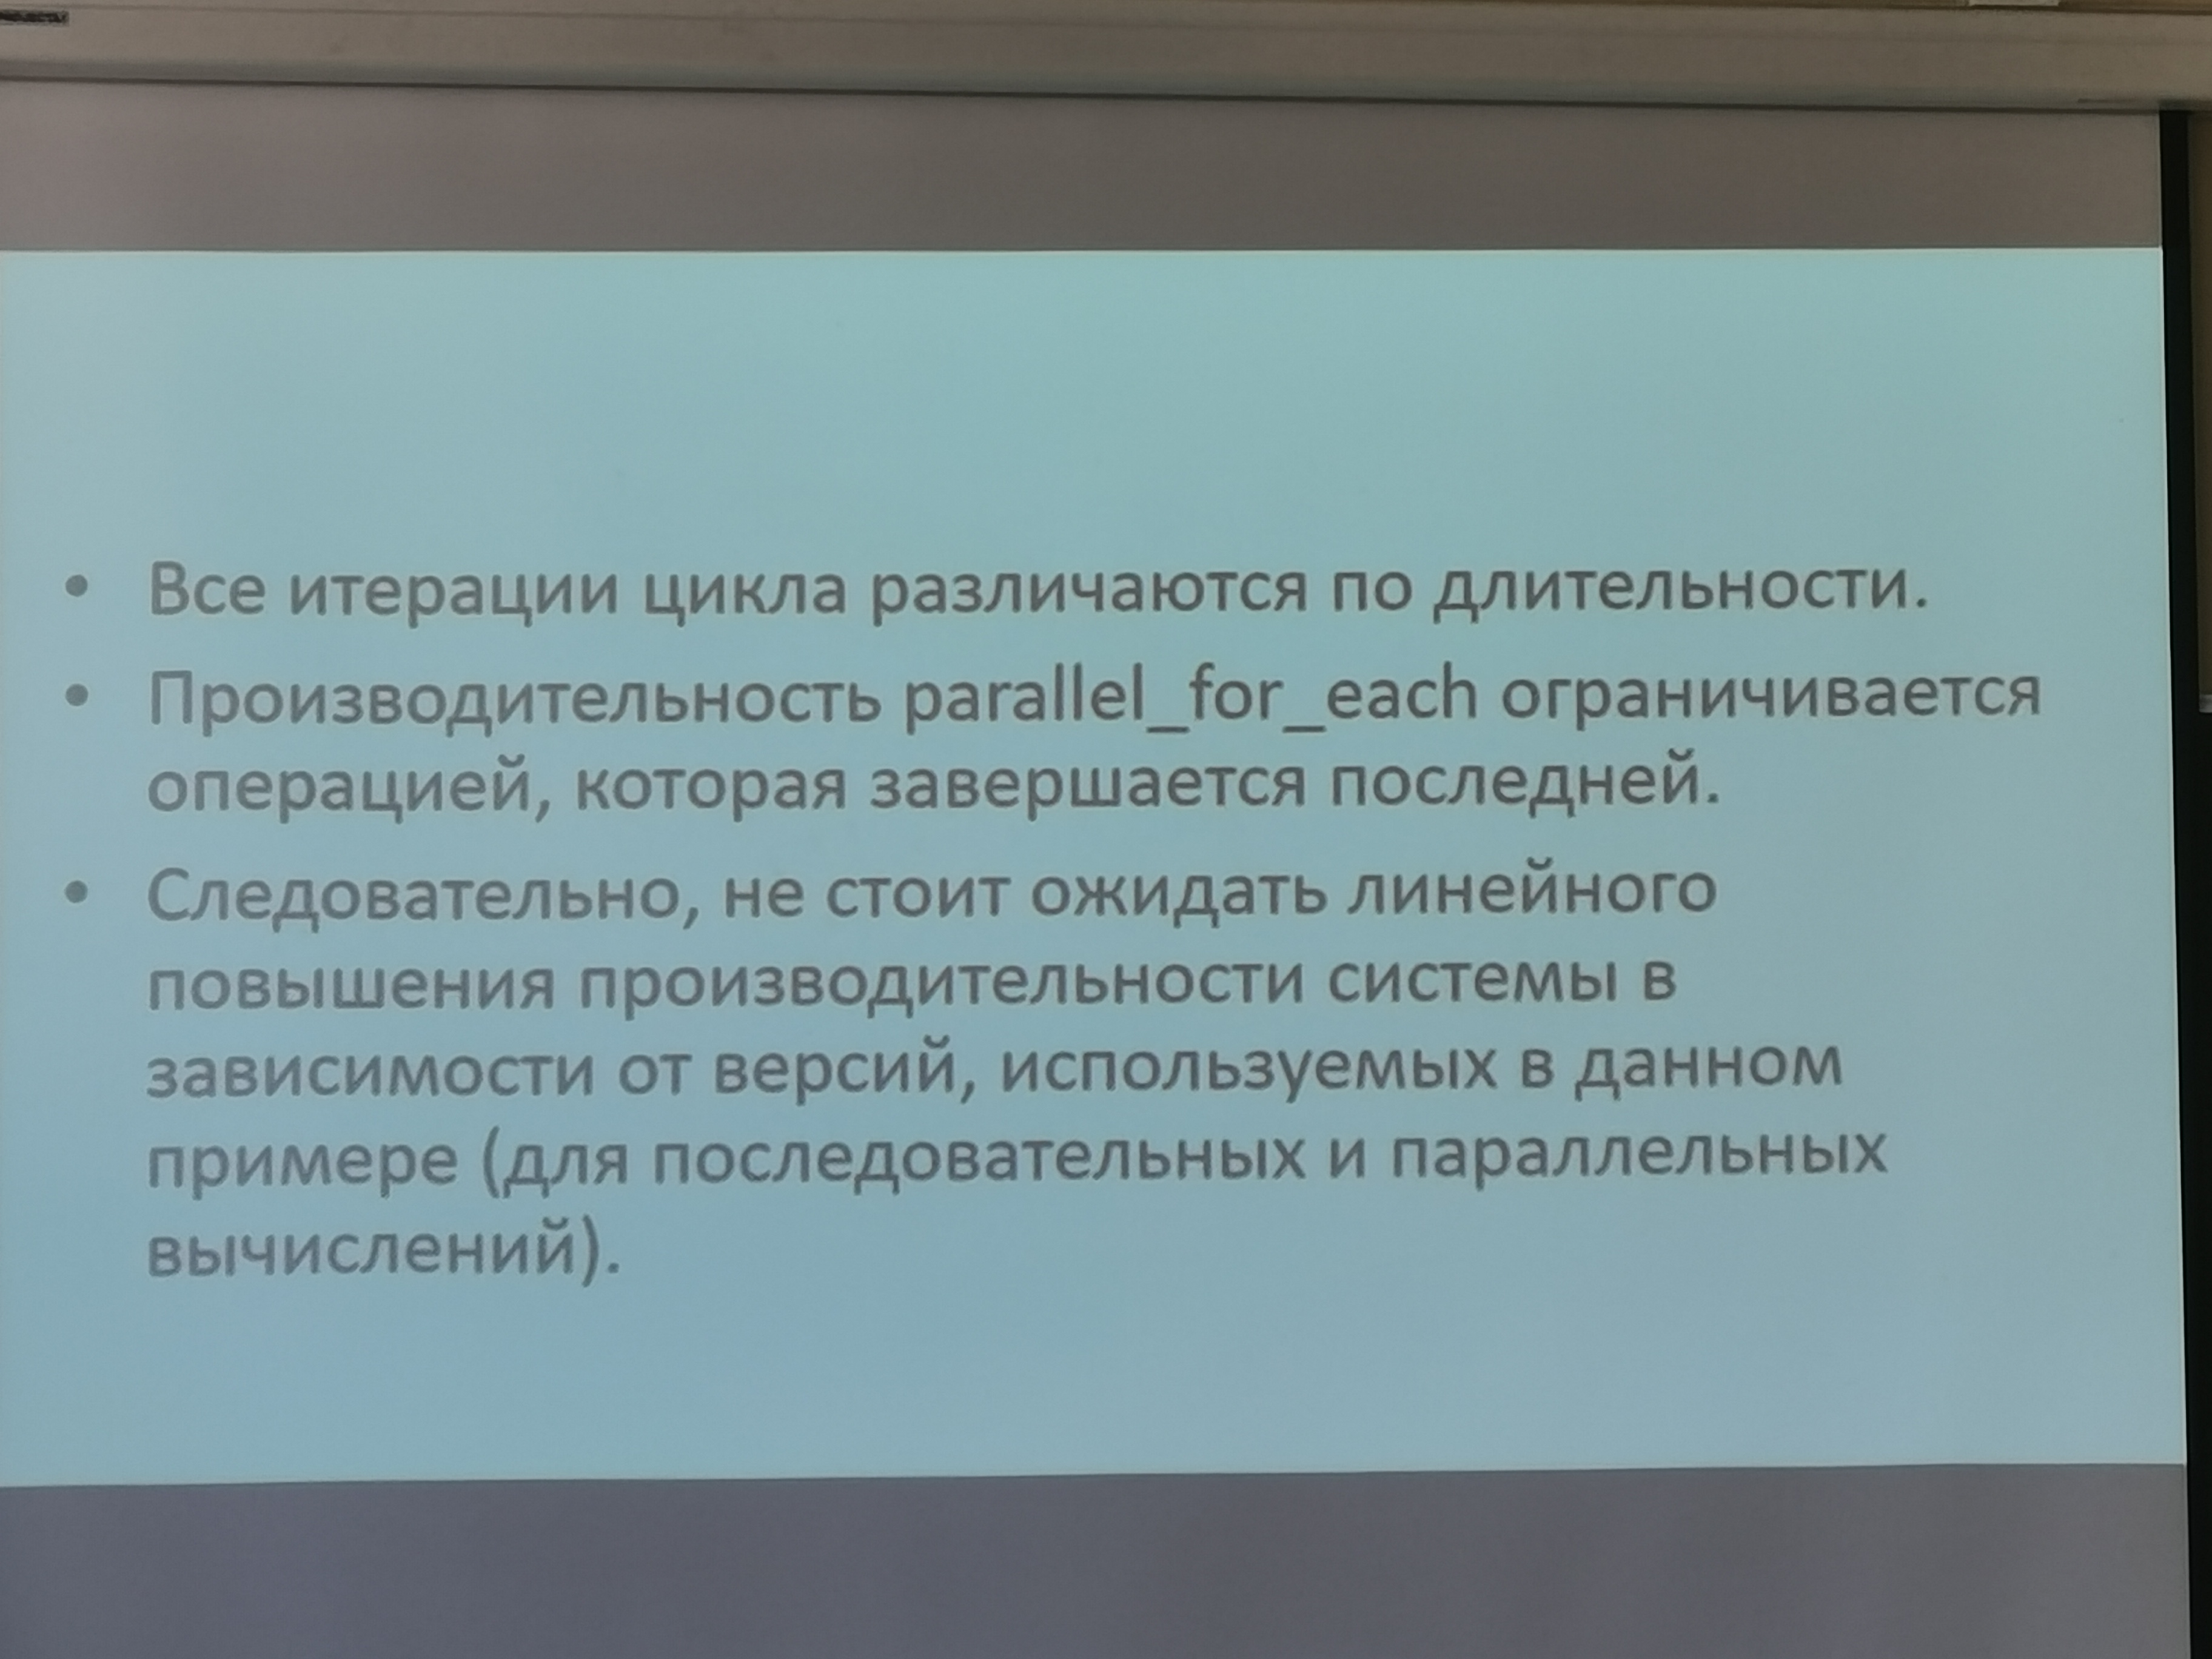 • Все итерации цикла различаются по длительности.
• Производительность parallel_for_each ограничивается
операцией, которая завершается последней.
• Следовательно, не стоит ожидать линейного
повышения производительности системы в
зависимости от версий, используемых в данном
примере (для последовательных и параллельных
вычислений).